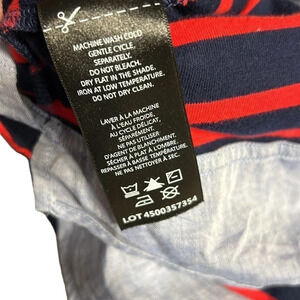 MACHINE WASH COLD
GENTLE CYCLE.
SEPARATELY.
DO NOT BLEACH.
DRY FLAT IN THE SHADE.
IRON AT LOW TEMPERATURE.
DO NOT DRY CLEAN.
LAVER À LA MACHINE
À L'EAU FROIDE,
AU CYCLE DÉLICAT,
SÉPARÉMENT.
NE PAS UTILISER
D'AGENT DE BLANCHIMENT.
SÉCHER À PLAT À L'OMBRE.
REPASSER À BASSE TEMPÉRATURE.
NE PAS NETTOYER À SEC.
LOT 4500357354